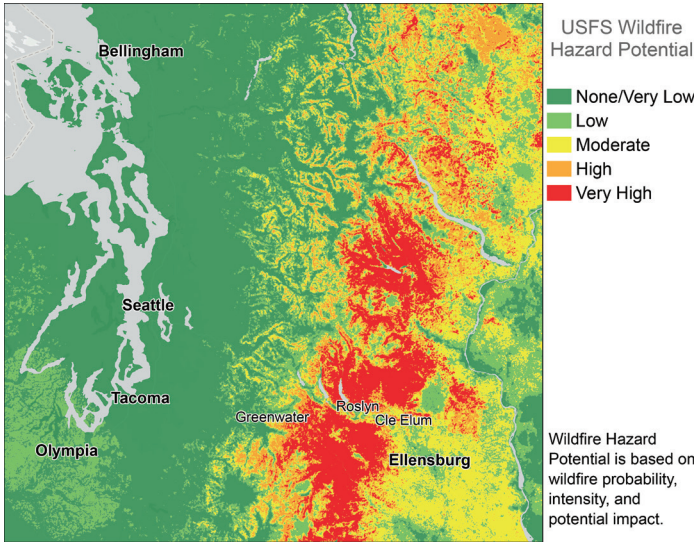 Bellingham
Seattle
Tacoma
Olympia
Greenwater
Roslyn
Cle Elum
Ellensburg
USFS Wildfire
Hazard Potential
None/Very Low
Low
Moderate
High
Very High
Wildfire Hazard
Potential is based on
wildfire probability,
intensity, and
potential impact.